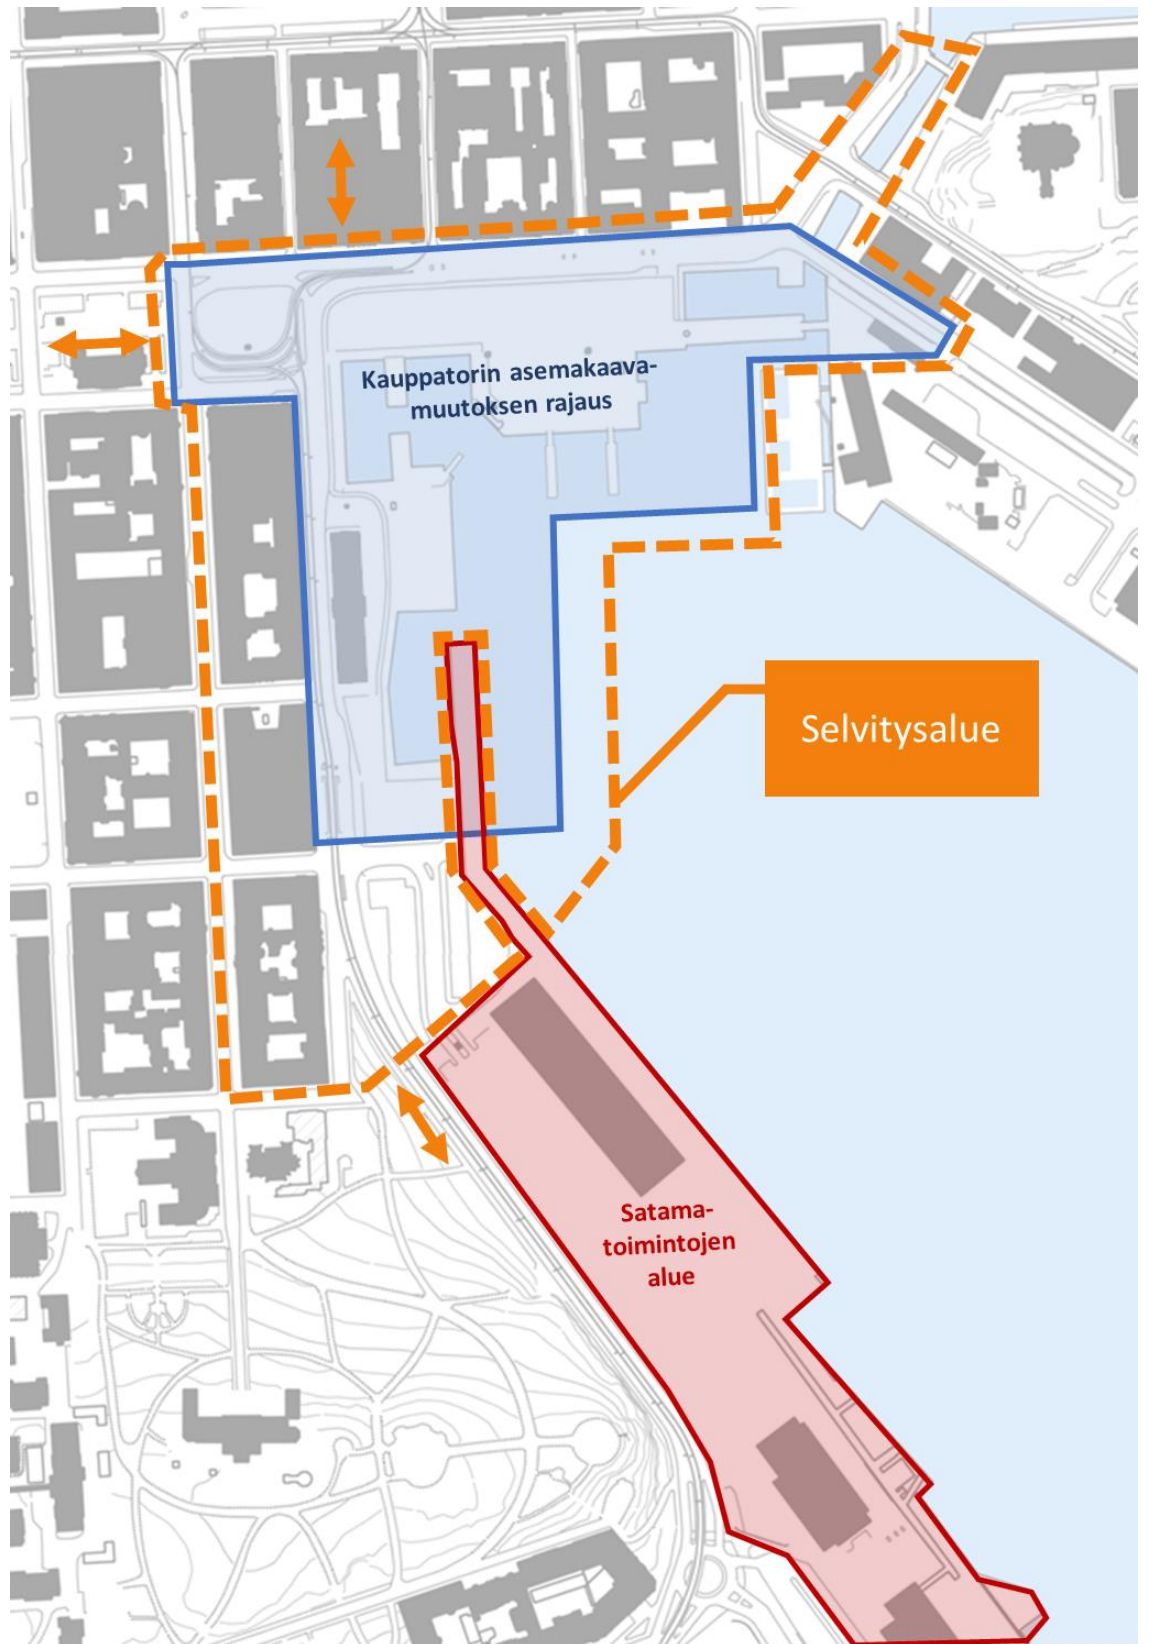 Kauppatorin asemakaava-
muutoksen rajaus
Selvitysalue
Satama-
toimintojen
alue